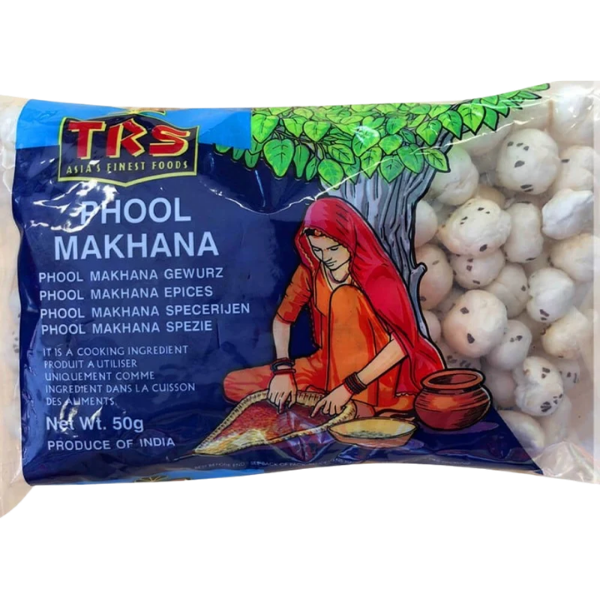 TRS
ASIA'S FINEST FOODS
PHOOL
MAKHANA
PHOOL MAKHANA GEWURZ
PHOOL MAKHANA EPICES
PHOOL MAKHANA SPECERIJEN
PHOOL MAKHANA SPEZIE
IT IS A COOKING INGREDIENT
PRODUIT A UTILISER
UNIQUEMENT COMME
INGREDIENT DANS LA CUISSON
DES ALIMENTS.
Net Wt. 50g
PRODUCE OF INDIA